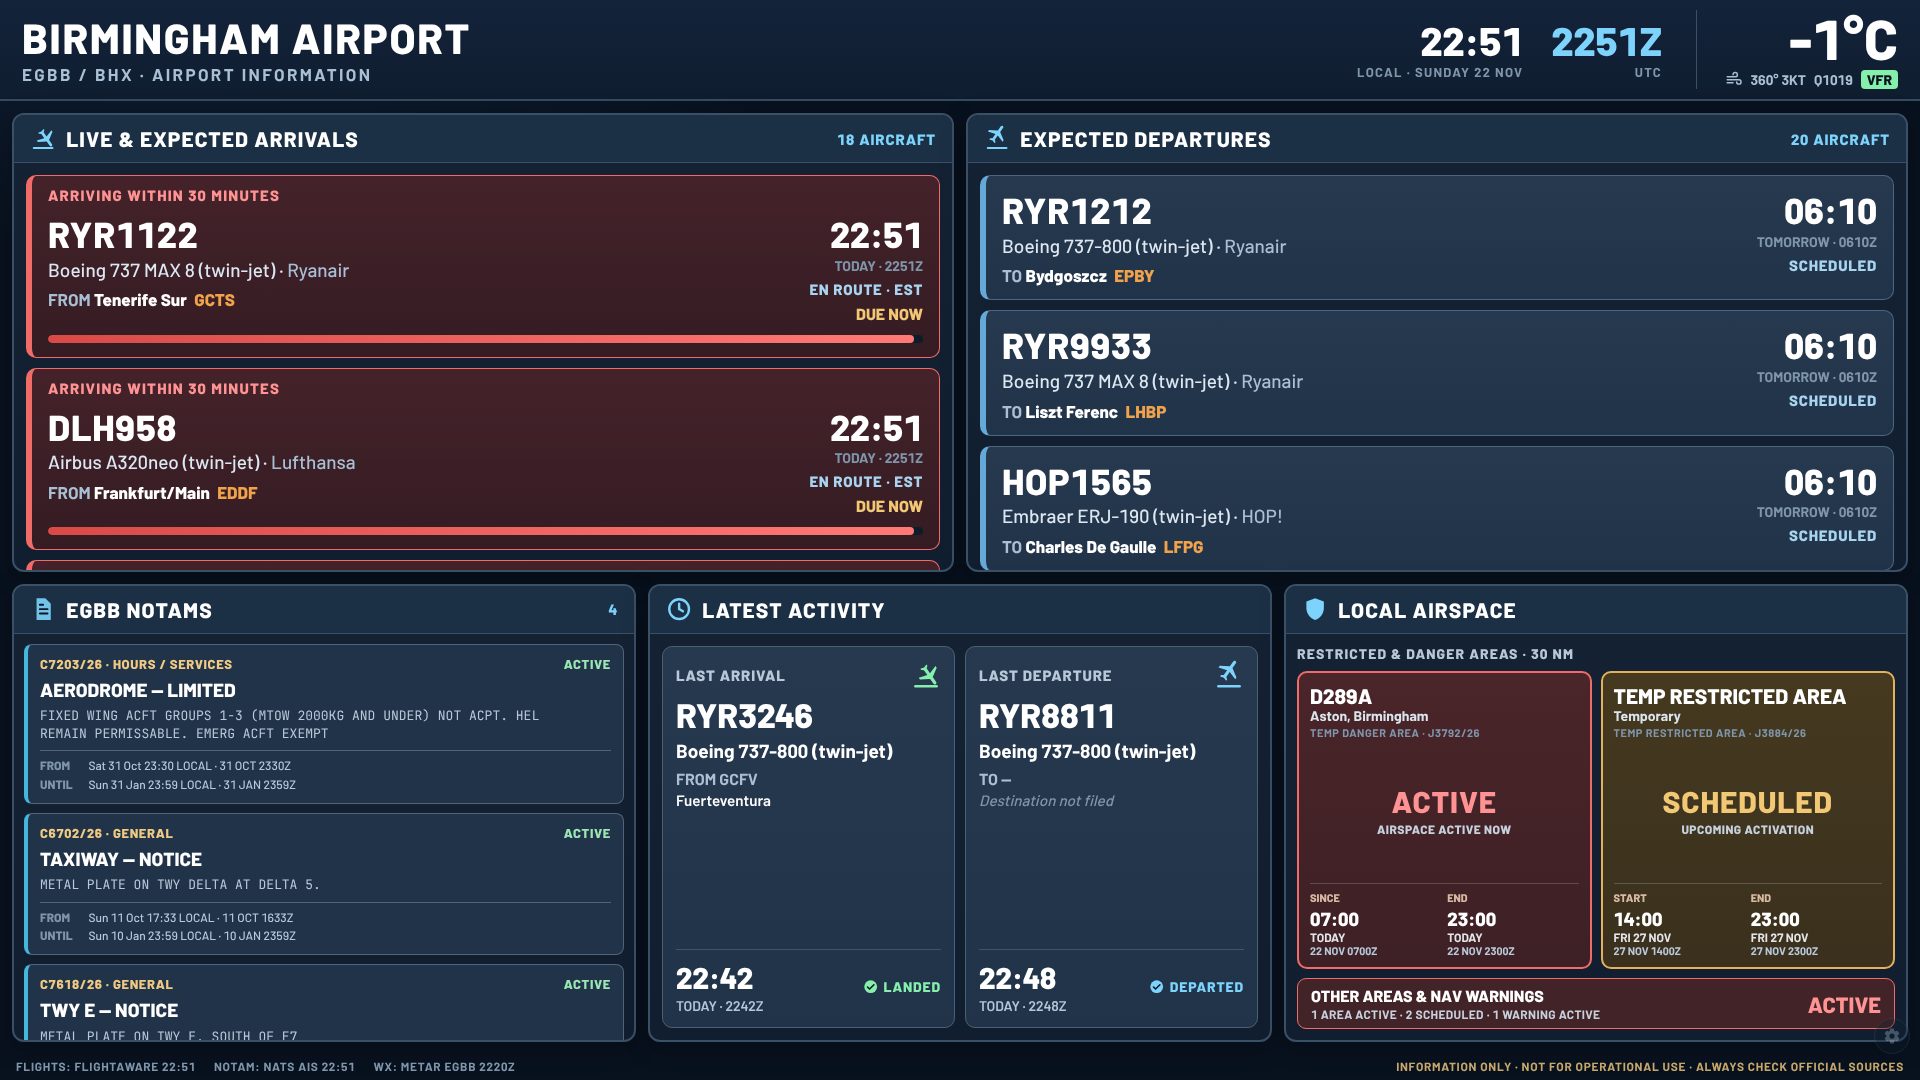 BIRMINGHAM AIRPORT
EGBB / BHX · AIRPORT INFORMATION
22:51
LOCAL · SUNDAY 22 NOV
2251Z
UTC
-1°C
360° 3KT Q1019 VFR
LIVE & EXPECTED ARRIVALS
18 AIRCRAFT
ARRIVING WITHIN 30 MINUTES
RYR1122
Boeing 737 MAX 8 (twin-jet) · Ryanair
FROM Tenerife Sur GCTS
22:51
TODAY · 2251Z
EN ROUTE · EST
DUE NOW
ARRIVING WITHIN 30 MINUTES
DLH958
Airbus A320neo (twin-jet) · Lufthansa
FROM Frankfurt/Main EDDF
22:51
TODAY · 2251Z
EN ROUTE · EST
DUE NOW
EXPECTED DEPARTURES
20 AIRCRAFT
RYR1212
Boeing 737-800 (twin-jet) · Ryanair
TO Bydgoszcz EPBY
06:10
TOMORROW · 0610Z
SCHEDULED
RYR9933
Boeing 737 MAX 8 (twin-jet) · Ryanair
TO Liszt Ferenc LHBP
06:10
TOMORROW · 0610Z
SCHEDULED
HOP1565
Embraer ERJ-190 (twin-jet) · HOP!
TO Charles De Gaulle LFPG
06:10
TOMORROW · 0610Z
SCHEDULED
EGBB NOTAMS
4
C7203/26 · HOURS / SERVICES
ACTIVE
AERODROME — LIMITED
FIXED WING ACFT GROUPS 1-3 (MTOW 2000KG AND UNDER) NOT ACPT. HEL
REMAIN PERMISSABLE. EMERG ACFT EXEMPT
FROM Sat 31 Oct 23:30 LOCAL · 31 OCT 2330Z
UNTIL Sun 31 Jan 23:59 LOCAL · 31 JAN 2359Z
C6702/26 · GENERAL
ACTIVE
TAXIWAY — NOTICE
METAL PLATE ON TWY DELTA AT DELTA 5.
FROM Sun 11 Oct 17:33 LOCAL · 11 OCT 1633Z
UNTIL Sun 10 Jan 23:59 LOCAL · 10 JAN 2359Z
C7618/26 · GENERAL
ACTIVE
TWY E — NOTICE
METAL PLATE ON TWY E, SOUTH OF E7
LATEST ACTIVITY
LAST ARRIVAL
RYR3246
Boeing 737-800 (twin-jet)
FROM GCFV
Fuerteventura
22:42
TODAY · 2242Z
LANDED
LAST DEPARTURE
RYR8811
Boeing 737-800 (twin-jet)
TO —
Destination not filed
22:48
TODAY · 2248Z
DEPARTED
LOCAL AIRSPACE
RESTRICTED & DANGER AREAS · 30 NM
D289A
Aston, Birmingham
TEMP DANGER AREA · J3792/26
ACTIVE
AIRSPACE ACTIVE NOW
SINCE
07:00
TODAY
22 NOV 0700Z
END
23:00
TODAY
22 NOV 2300Z
TEMP RESTRICTED AREA
Temporary
TEMP RESTRICTED AREA · J3884/26
SCHEDULED
UPCOMING ACTIVATION
START
14:00
FRI 27 NOV
27 NOV 1400Z
END
23:00
FRI 27 NOV
27 NOV 2300Z
OTHER AREAS & NAV WARNINGS
1 AREA ACTIVE · 2 SCHEDULED · 1 WARNING ACTIVE
ACTIVE
FLIGHTS: FLIGHTAWARE 22:51 NOTAM: NATS AIS 22:51 WX: METAR EGBB 2220Z
INFORMATION ONLY · NOT FOR OPERATIONAL USE · ALWAYS CHECK OFFICIAL SOURCES